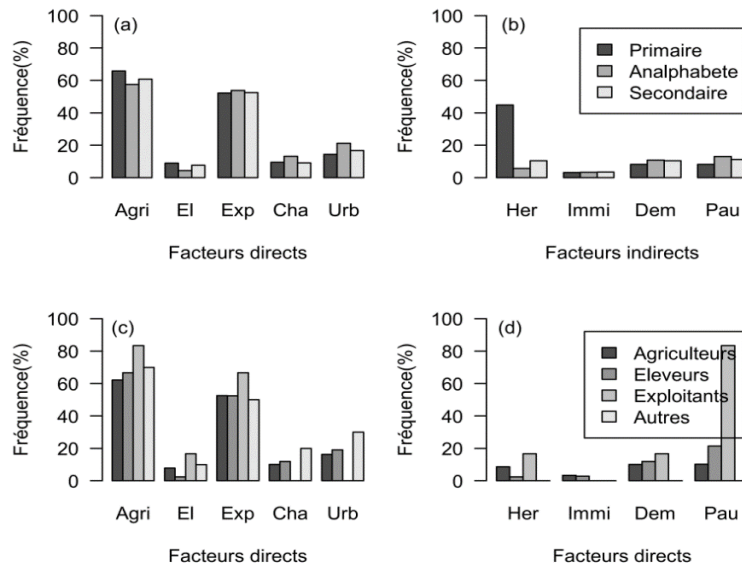 (a)
Fréquence(%)
100
80
60
40
20
0
Agri El Exp Cha Urb
Facteurs directs
(b)
Fréquence(%)
100
80
60
40
20
0
Primaire
Analphabete
Secondaire
Her Immi Dem Pau
Facteurs indirects
(c)
Fréquence(%)
100
80
60
40
20
0
Agri El Exp Cha Urb
Facteurs directs
(d)
Fréquence(%)
100
80
60
40
20
0
Agriculteurs
Eleveurs
Exploitants
Autres
Her Immi Dem Pau
Facteurs directs